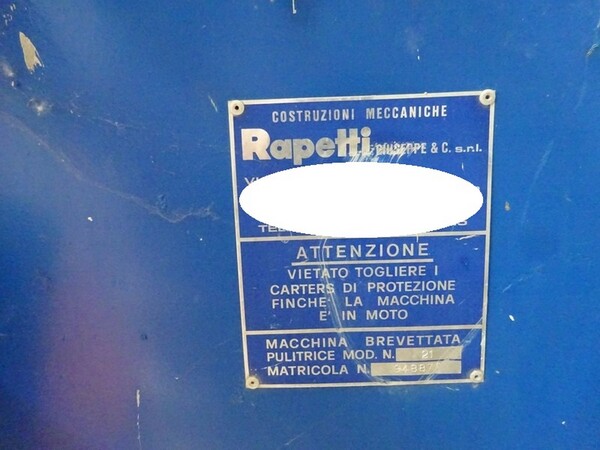 COSTRUZIONI MECCANICHE
Rapetti GIUSEPPE & C. s.r.l.
ATTENZIONE
VIETATO TOGLIERE I
CARTERS DI PROTEZIONE
FINCHE' LA MACCHINA
E' IN MOTO
MACCHINA BREVETTATA
PULITRICE MOD. N. 21
MATRICOLA N.